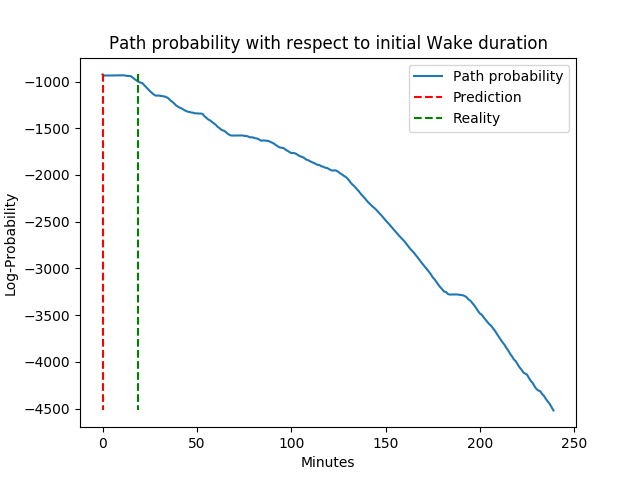 Path probability with respect to initial Wake duration
Path probability
Prediction
Reality
Log-Probability
−1000
−1500
−2000
−2500
−3000
−3500
−4000
−4500
0 50 100 150 200 250
Minutes